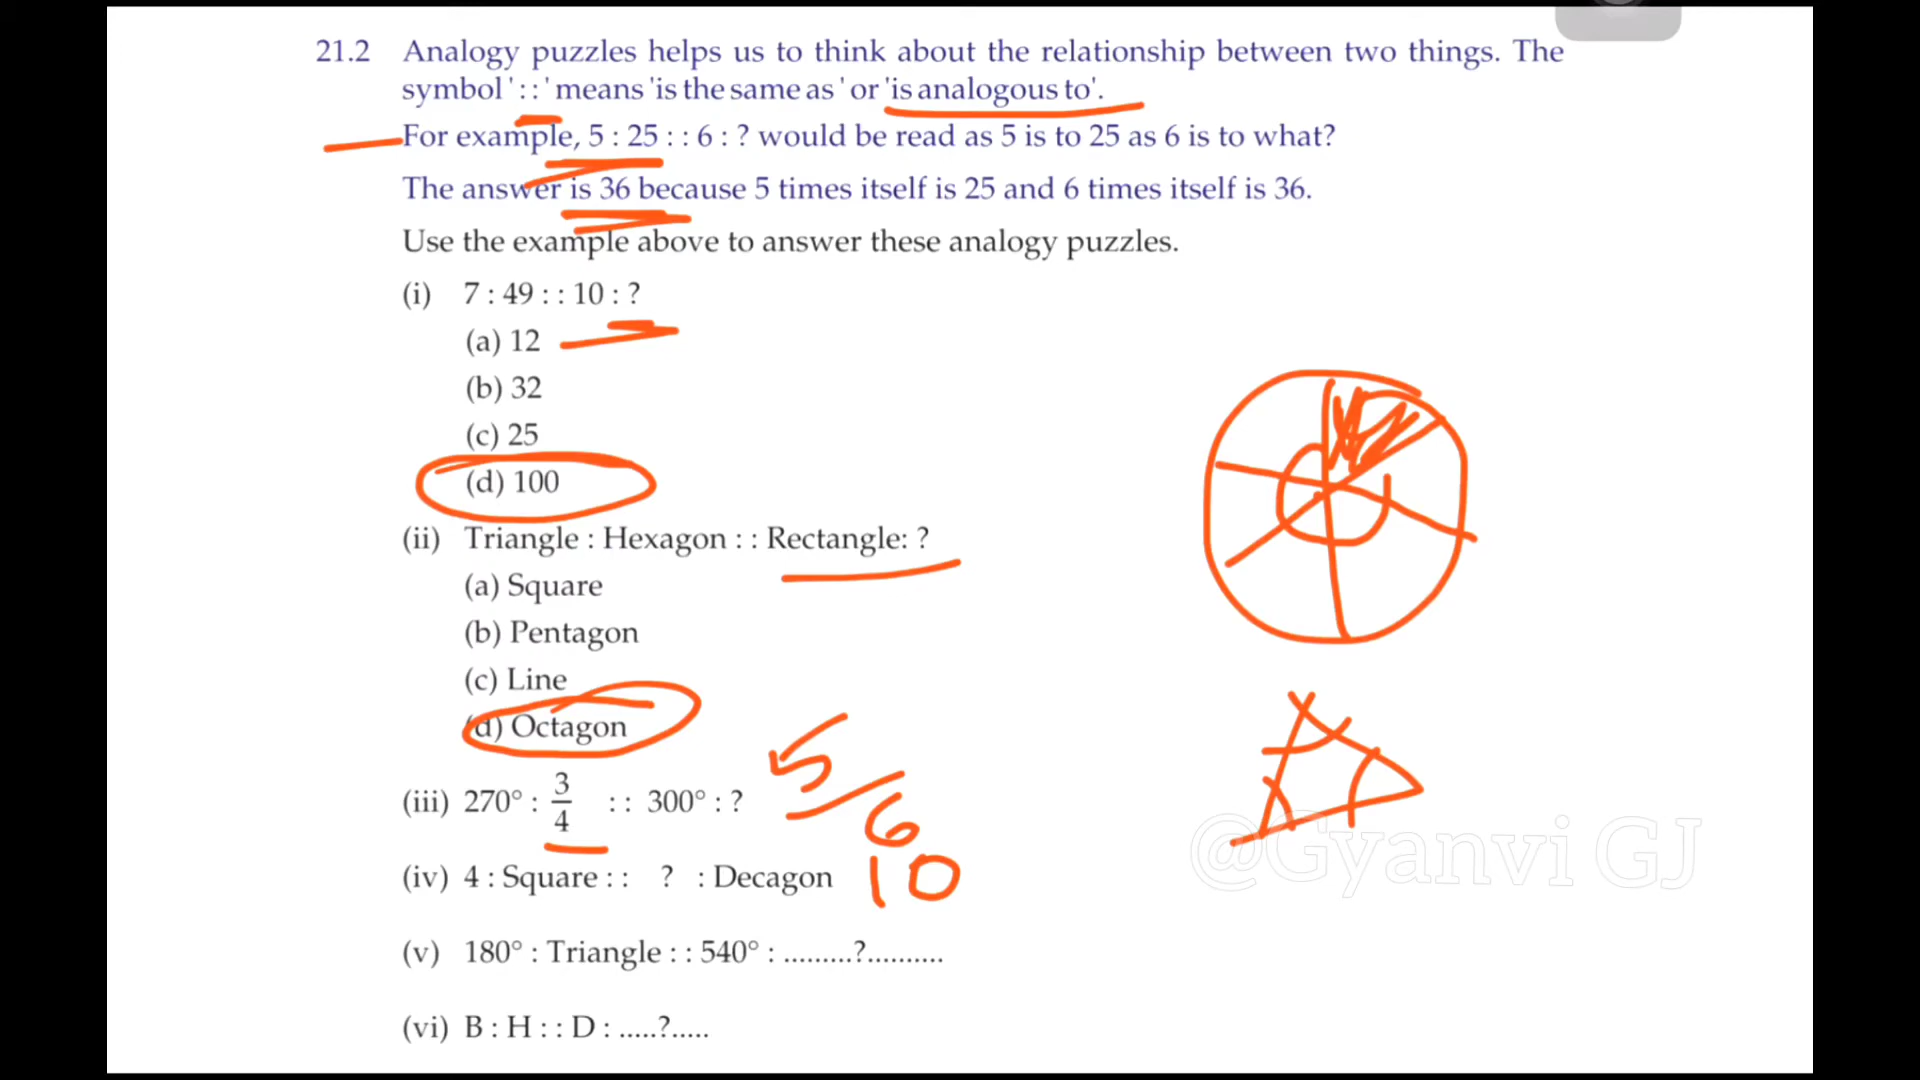 21.2 Analogy puzzles helps us to think about the relationship between two things. The
symbol ': :' means 'is the same as ' or 'is analogous to'.
For example, 5 : 25 : : 6 : ? would be read as 5 is to 25 as 6 is to what?
The answer is 36 because 5 times itself is 25 and 6 times itself is 36.
Use the example above to answer these analogy puzzles.
(i) 7 : 49 : : 10 : ?
(a) 12
(b) 32
(c) 25
(d) 100
(ii) Triangle : Hexagon : : Rectangle: ?
(a) Square
(b) Pentagon
(c) Line
(d) Octagon
(iii) 270° : 3/4 : : 300° : ? 5/6
(iv) 4 : Square : : ? : Decagon 10
(v) 180° : Triangle : : 540° : .........?..........
(vi) B : H : : D : .....?.....
@Gyanvi GJ